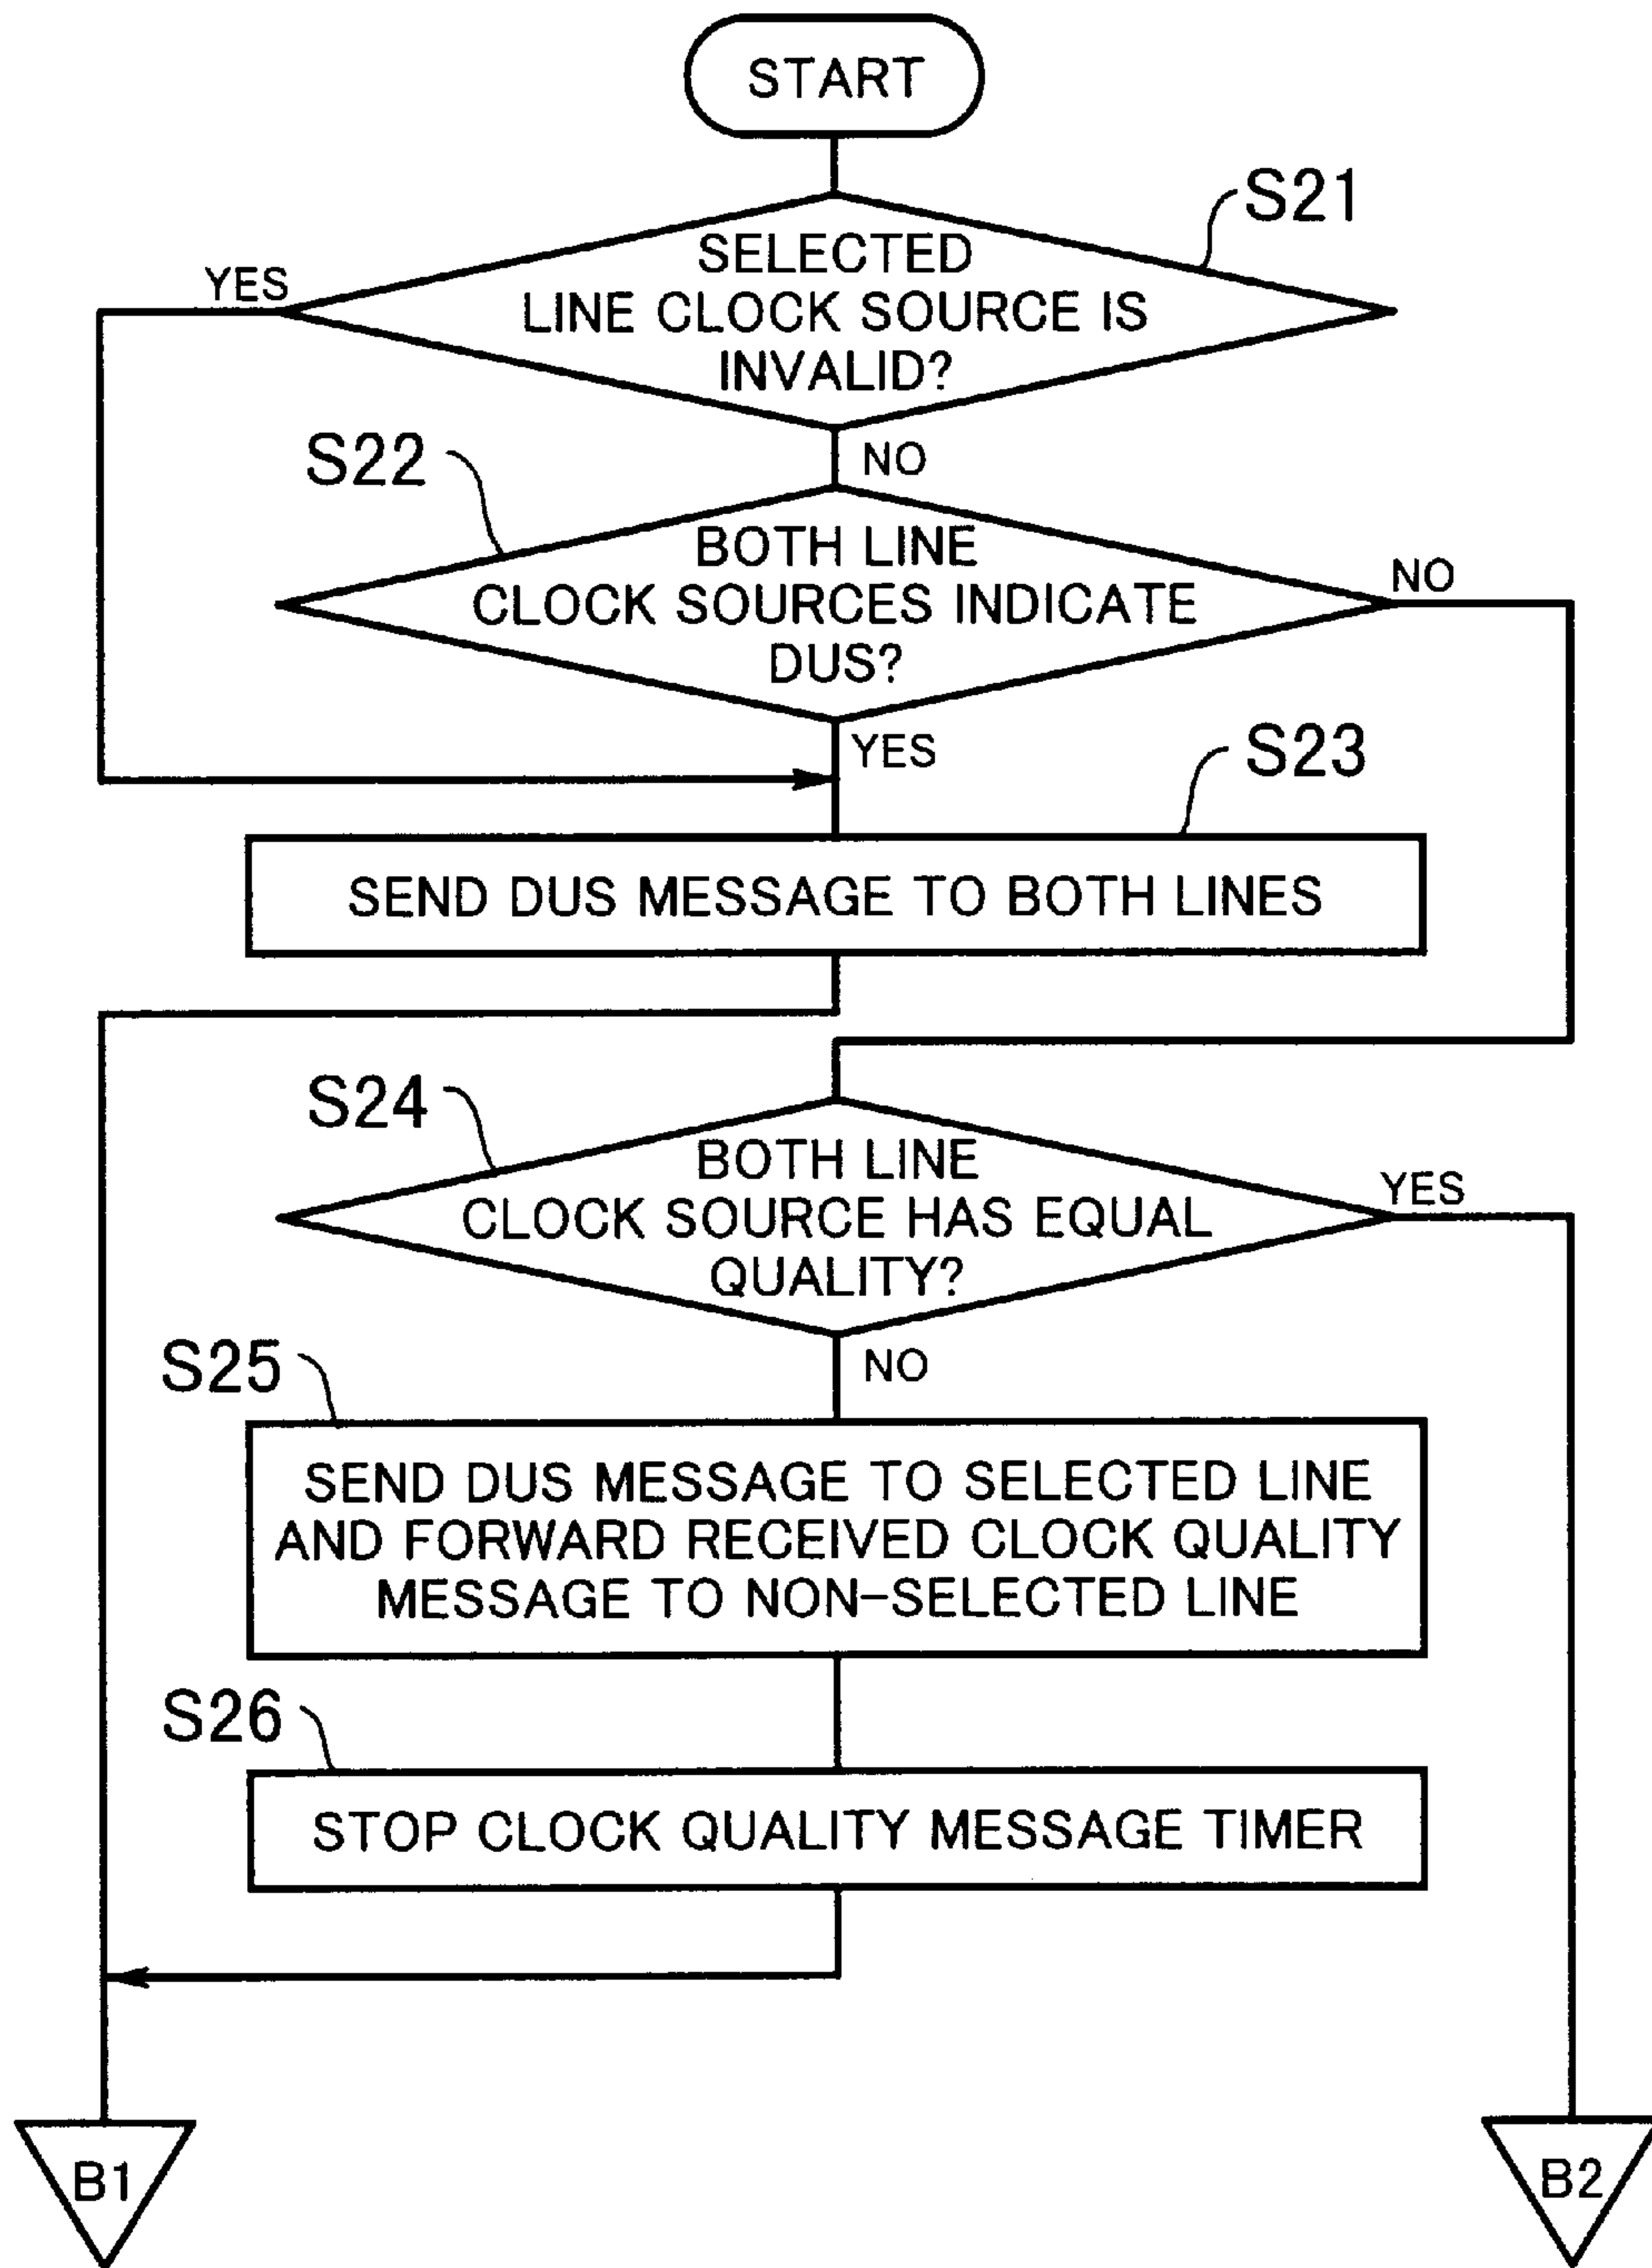 START
S21
SELECTED
LINE CLOCK SOURCE IS
INVALID?
YES
NO
S22
BOTH LINE
CLOCK SOURCES INDICATE
DUS?
NO
YES
S23
SEND DUS MESSAGE TO BOTH LINES
S24
BOTH LINE
CLOCK SOURCE HAS EQUAL
QUALITY?
YES
NO
S25
SEND DUS MESSAGE TO SELECTED LINE
AND FORWARD RECEIVED CLOCK QUALITY
MESSAGE TO NON-SELECTED LINE
S26
STOP CLOCK QUALITY MESSAGE TIMER
B1
B2